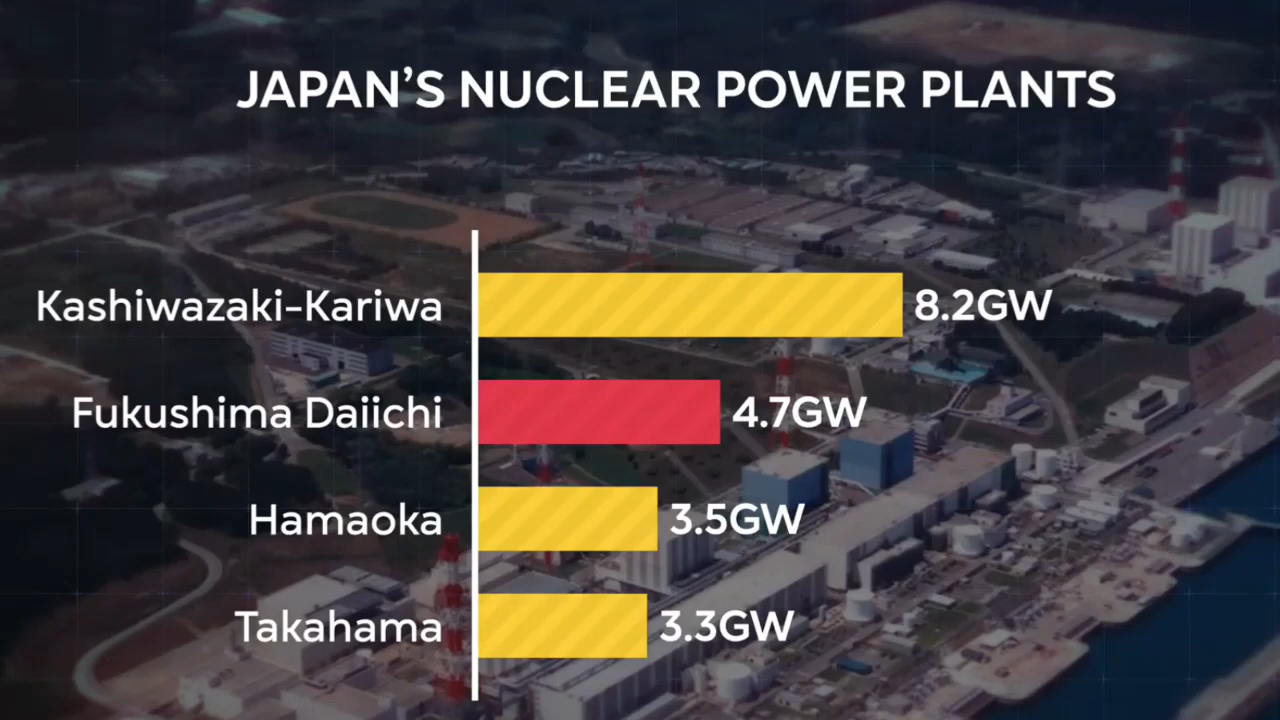 JAPAN’S NUCLEAR POWER PLANTS
Kashiwazaki-Kariwa 8.2GW
Fukushima Daiichi 4.7GW
Hamaoka 3.5GW
Takahama 3.3GW